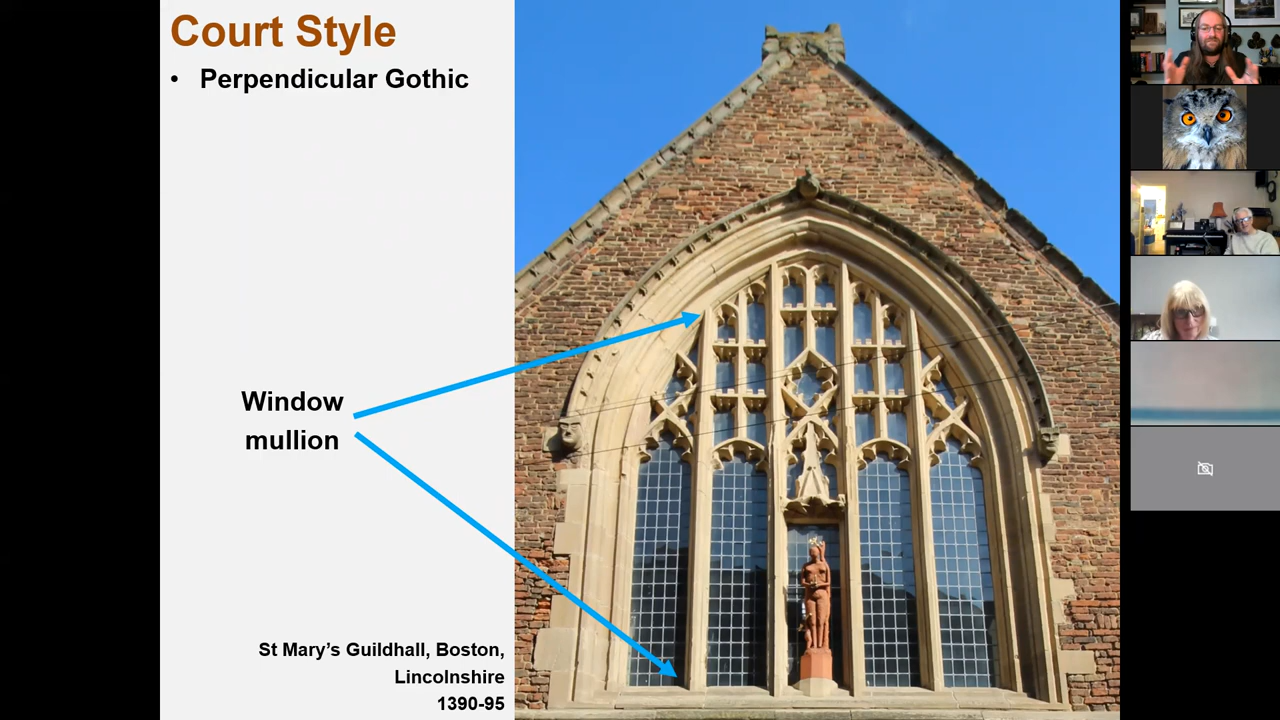 Court Style
• Perpendicular Gothic
Window
mullion
St Mary’s Guildhall, Boston,
Lincolnshire
1390-95